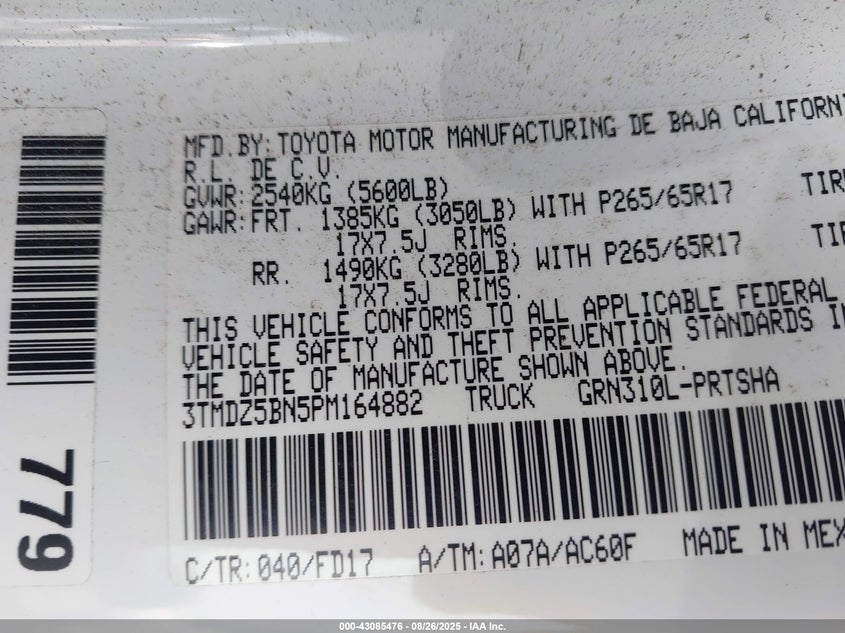 MFD.BY: TOYOTA MOTOR MANUFACTURING DE BAJA CALIFORNI
R.L. DE C.V.
GVWR: 2540KG (5600LB)
GAWR: FRT. 1385KG (3050LB) WITH P265/65R17 TIR
17X7.5J RIMS.
RR. 1490KG (3280LB) WITH P265/65R17 TI
17X7.5J RIMS.
THIS VEHICLE CONFORMS TO ALL APPLICABLE FEDERAL
VEHICLE SAFETY AND THEFT PREVENTION STANDARDS I
THE DATE OF MANUFACTURE SHOWN ABOVE.
3TMDZ5BN5PM164882 TRUCK GRN310L-PRTSHA
C/TR: 040/FD17 A/TM: A07A/AC60F MADE IN MEX
779
000-43085476 - 08/26/2025 - IAA Inc.